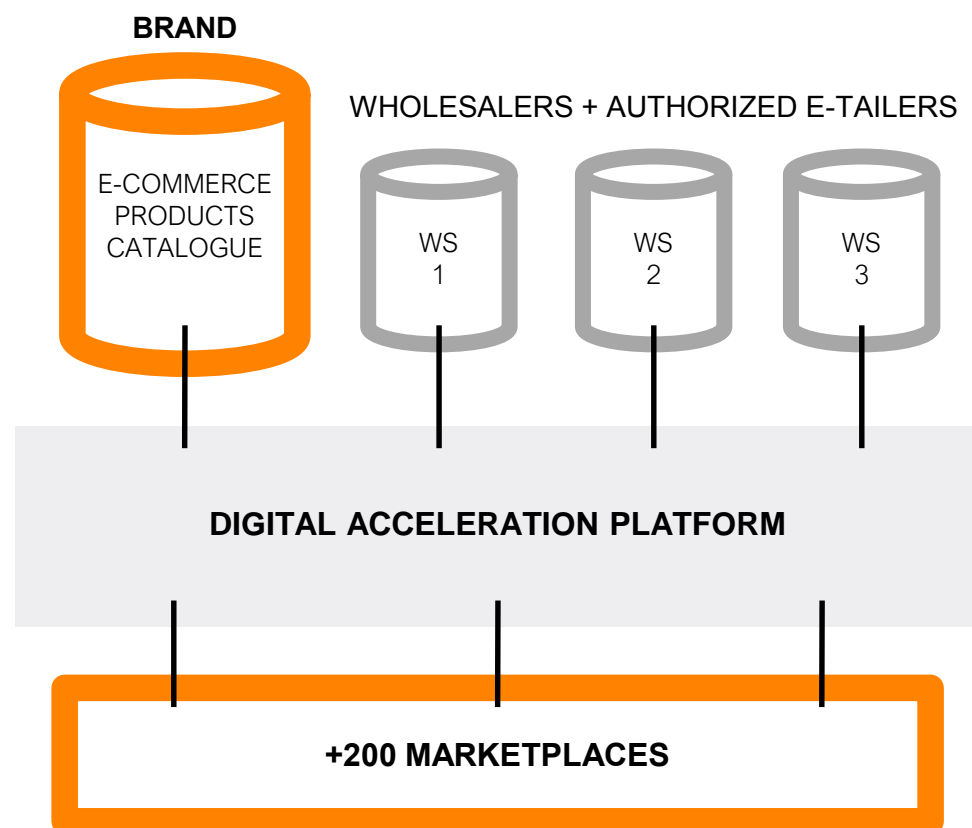 BRAND
WHOLESALERS + AUTHORIZED E-TAILERS
E-COMMERCE
PRODUCTS
CATALOGUE
WS
1
WS
2
WS
3
DIGITAL ACCELERATION PLATFORM
+200 MARKETPLACES